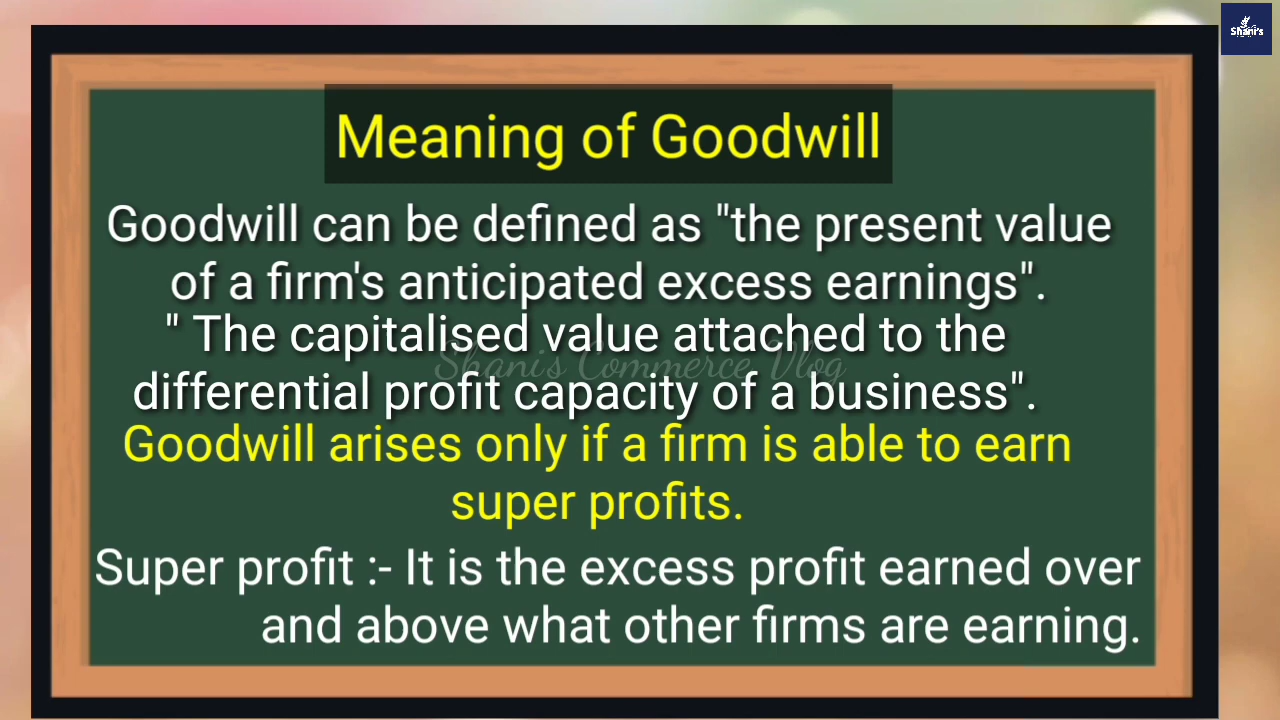 Shani's
Meaning of Goodwill
Goodwill can be defined as "the present value
of a firm's anticipated excess earnings".
" The capitalised value attached to the
Shani's Commerce Vlog
differential profit capacity of a business".
Goodwill arises only if a firm is able to earn
super profits.
Super profit :- It is the excess profit earned over
and above what other firms are earning.